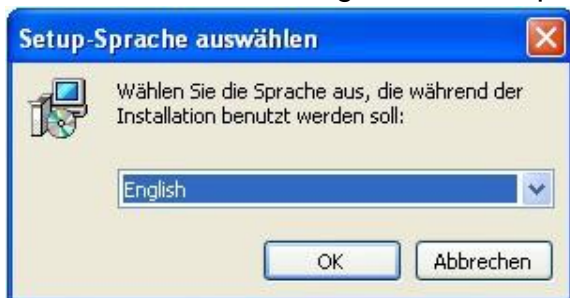 Setup-Sprache auswählen
Wählen Sie die Sprache aus, die während der
Installation benutzt werden soll:
English
OK
Abbrechen